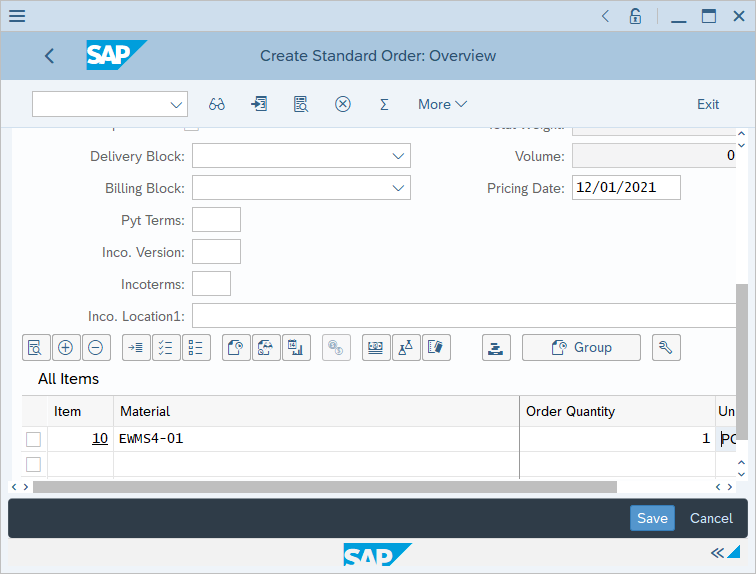 SAP
Create Standard Order: Overview
More
Exit
Delivery Block:
Volume:
0
Billing Block:
Pricing Date:
12/01/2021
Pyt Terms:
Inco. Version:
Incoterms:
Inco. Location1:
Group
All Items
Item Material Order Quantity Un
10 EWMS4-01 1 PC
Save Cancel
SAP